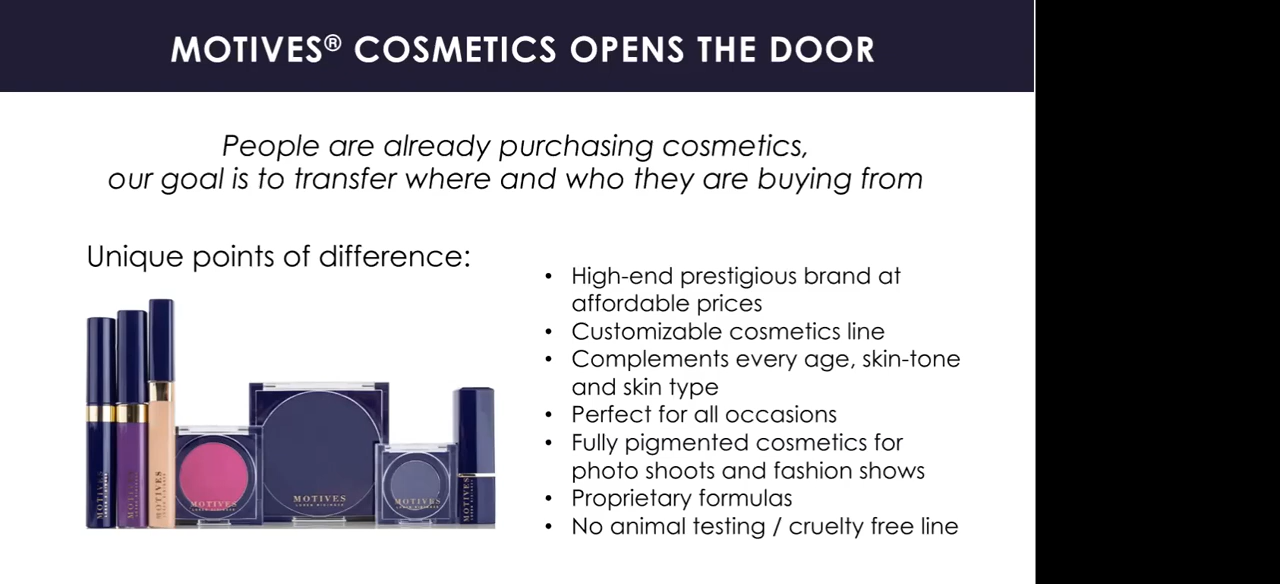 MOTIVES® COSMETICS OPENS THE DOOR
People are already purchasing cosmetics,
our goal is to transfer where and who they are buying from
Unique points of difference:
• High-end prestigious brand at
affordable prices
• Customizable cosmetics line
• Complements every age, skin-tone
and skin type
• Perfect for all occasions
• Fully pigmented cosmetics for
photo shoots and fashion shows
• Proprietary formulas
• No animal testing / cruelty free line
MOTIVES
MOTIVES
MOTIVES
MOTIVES
MOTIVES
MOTIVES
MOTIVES